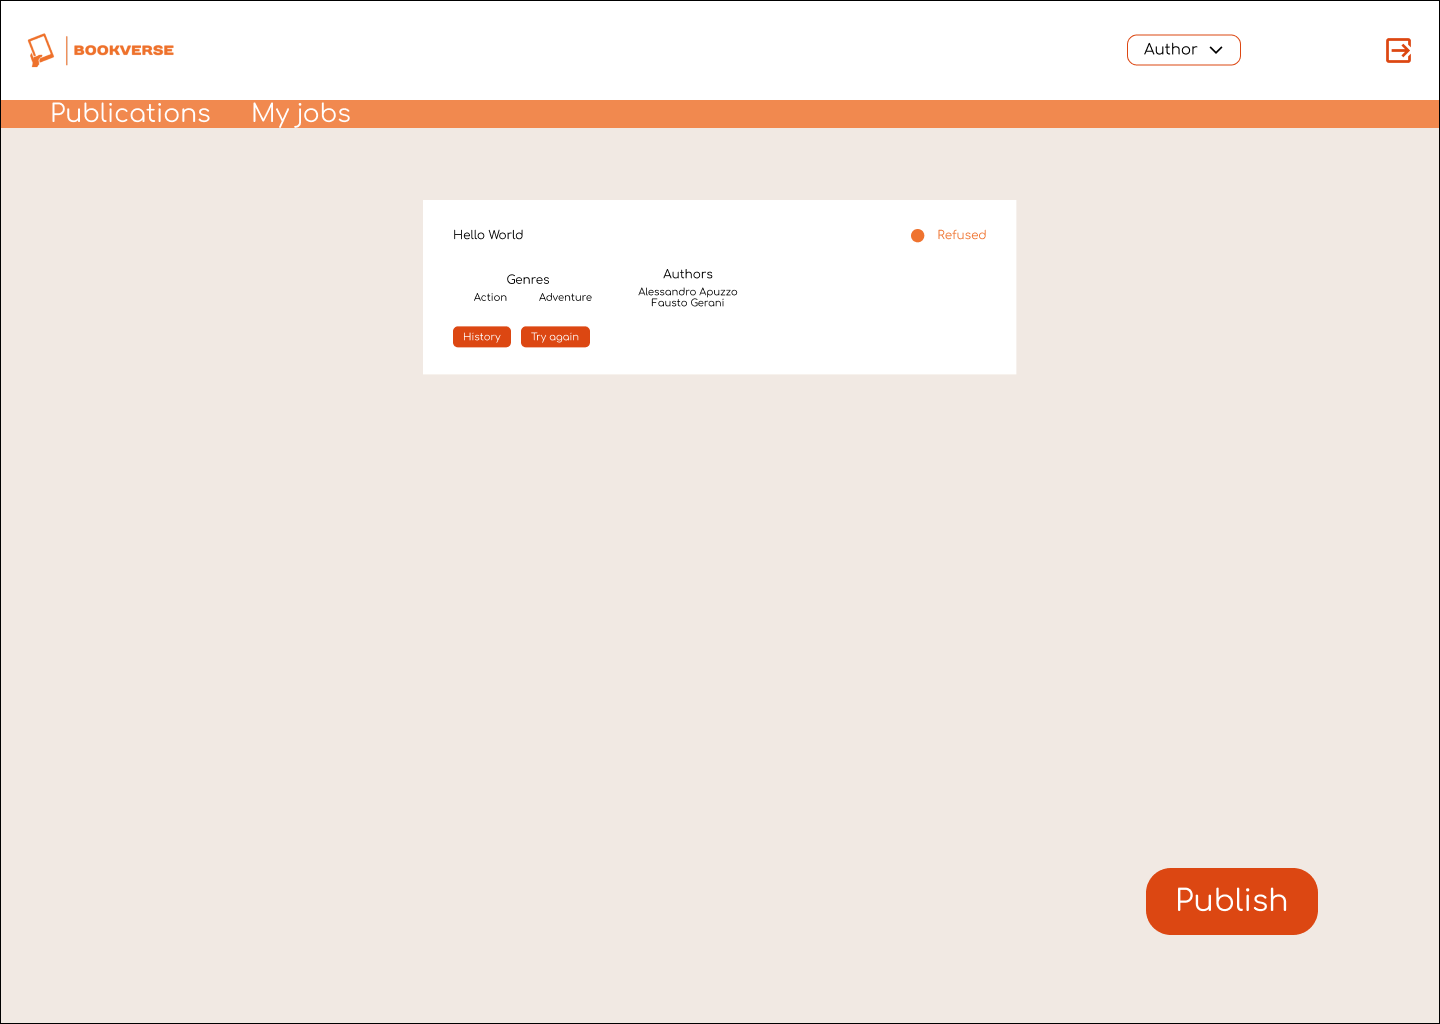 BOOKVERSE
Author
Publications My jobs
Hello World
Refused
Genres
Action Adventure
Authors
Alessandro Apuzzo
Fausto Gerani
History
Try again
Publish